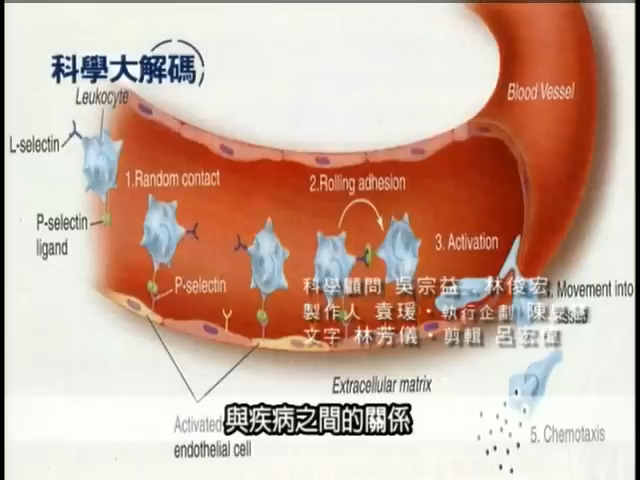 科學大解碼
Leukocyte
Blood Vessel
L-selectin
1.Random contact
2.Rolling adhesion
P-selectin
ligand
3. Activation
P-selectin
科學顧問 吳宗益 . 林俊宏
Movement into
製作人 袁瑗・執行企劃 陳
文字 林芳儀・剪輯 呂宏
Extracellular matrix
Activated
endothelial cell
與疾病之間的關係
5. Chemotaxis